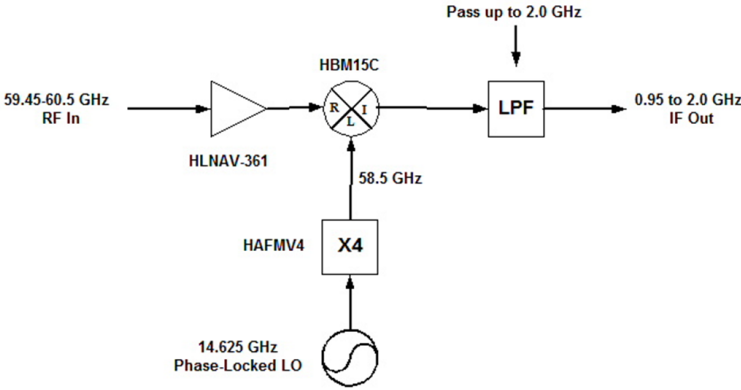 Pass up to 2.0 GHz
HBM15C
59.45-60.5 GHz
RF In
R
I
L
LPF
0.95 to 2.0 GHz
IF Out
HLNAV-361
58.5 GHz
HAFMV4
X4
14.625 GHz
Phase-Locked LO